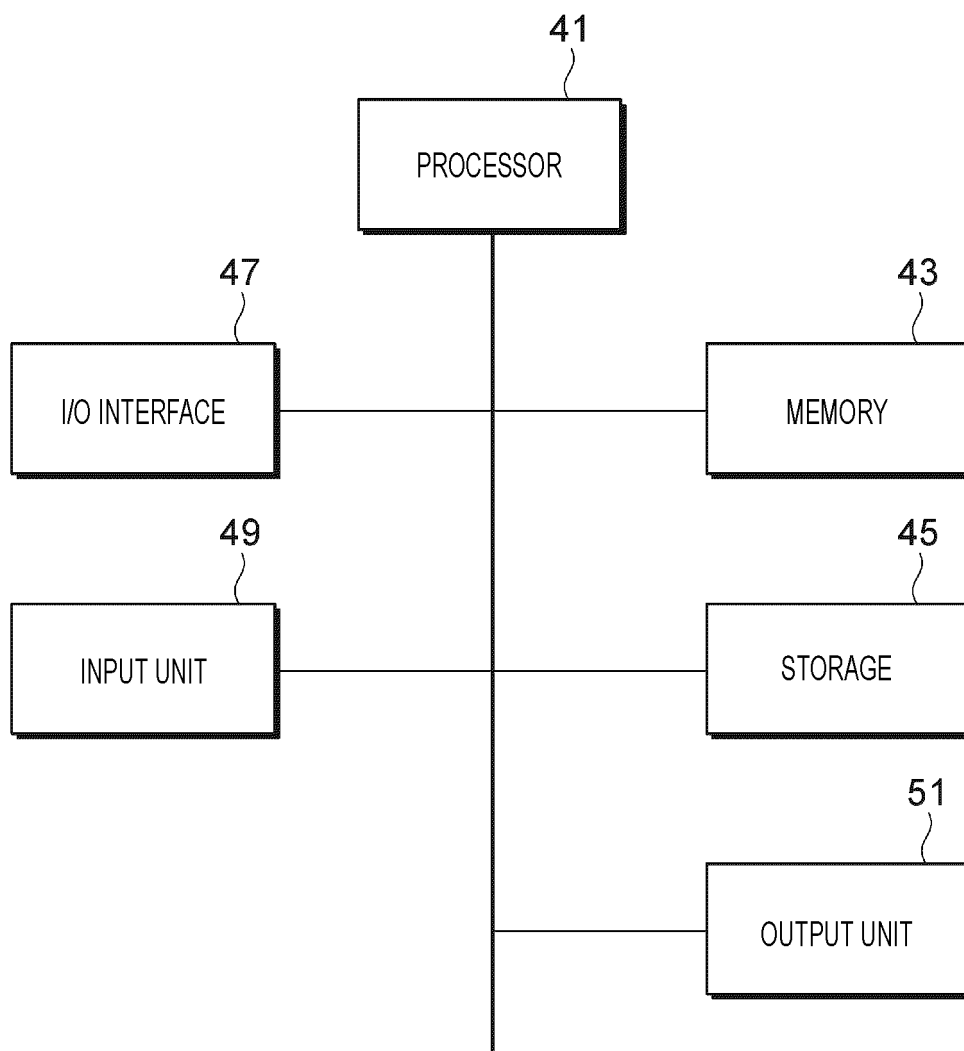 41
PROCESSOR
47
I/O INTERFACE
43
MEMORY
49
INPUT UNIT
45
STORAGE
51
OUTPUT UNIT